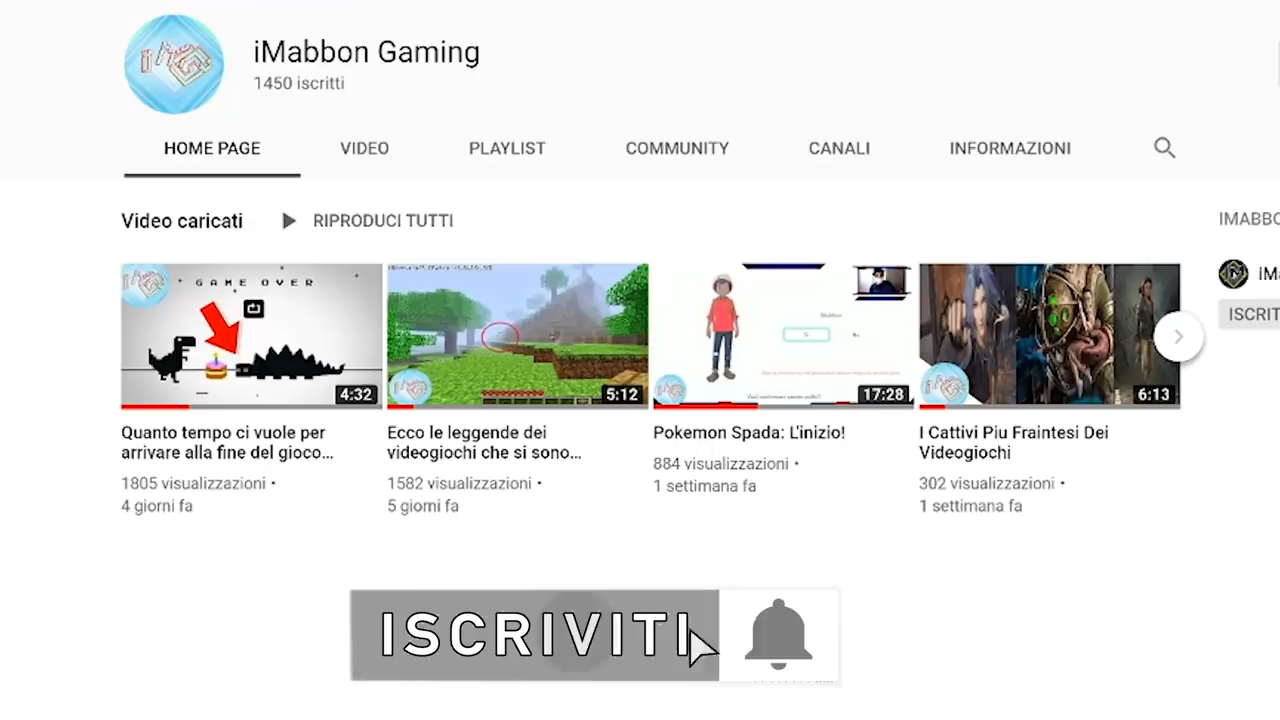 iMabbon Gaming
1450 iscritti
HOME PAGE VIDEO PLAYLIST COMMUNITY CANALI INFORMAZIONI
Video caricati RIPRODUCI TUTTI
IMABBO
iMa
ISCRIT
GAME OVER
4:32
5:12
17:28
6:13
Quanto tempo ci vuole per
arrivare alla fine del gioco...
1805 visualizzazioni •
4 giorni fa
Ecco le leggende dei
videogiochi che si sono...
1582 visualizzazioni •
5 giorni fa
Pokemon Spada: L'inizio!
884 visualizzazioni •
1 settimana fa
I Cattivi Piu Fraintesi Dei
Videogiochi
302 visualizzazioni •
1 settimana fa
ISCRIVITI